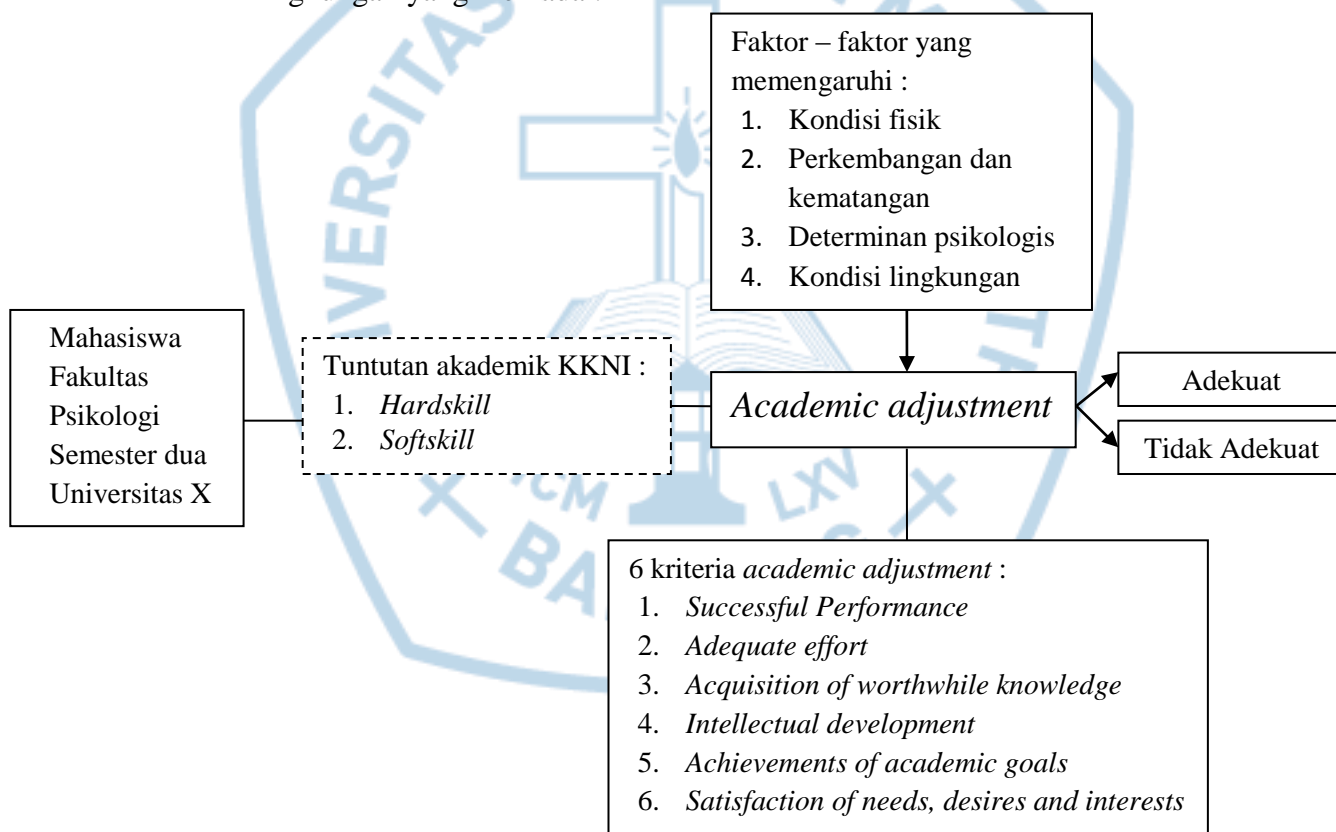 Faktor – faktor yang
memengaruhi :
1. Kondisi fisik
2. Perkembangan dan
kematangan
3. Determinan psikologis
4. Kondisi lingkungan
Mahasiswa
Fakultas
Psikologi
Semester dua
Universitas X
Tuntutan akademik KKNI :
1. Hardskill
2. Softskill
Academic adjustment
Adekuat
Tidak Adekuat
6 kriteria academic adjustment :
1. Successful Performance
2. Adequate effort
3. Acquisition of worthwhile knowledge
4. Intellectual development
5. Achievements of academic goals
6. Satisfaction of needs, desires and interests